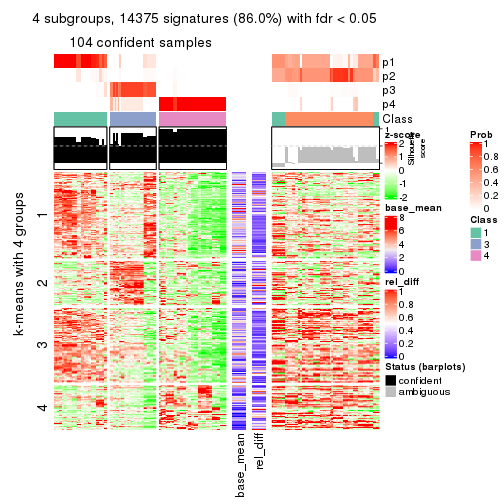 4 subgroups, 14375 signatures (86.0%) with fdr < 0.05
104 confident samples
p1
p2
p3
p4
Class
1
Silhouette
score
z-score
2
1
0
-1
-2
Prob
1
0.8
0.6
0.4
0.2
0
base_mean
8
6
4
2
0
Class
1
3
4
rel_diff
1
0.8
0.6
0.4
0.2
0
Status (barplots)
confident
ambiguous
k-means with 4 groups
1
2
3
4
base_mean
rel_diff